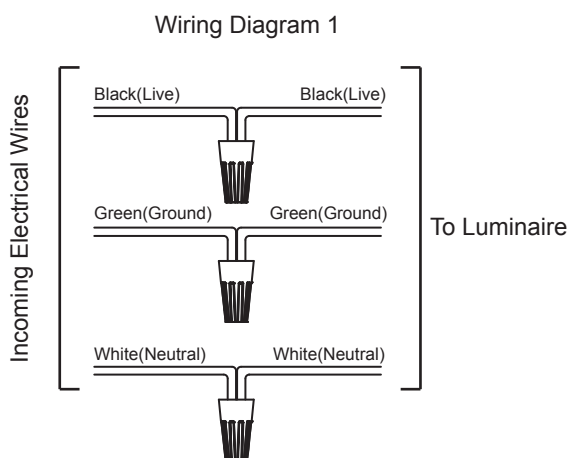 Wiring Diagram 1
Incoming Electrical Wires
Black(Live) Black(Live)
Green(Ground) Green(Ground)
To Luminaire
White(Neutral) White(Neutral)